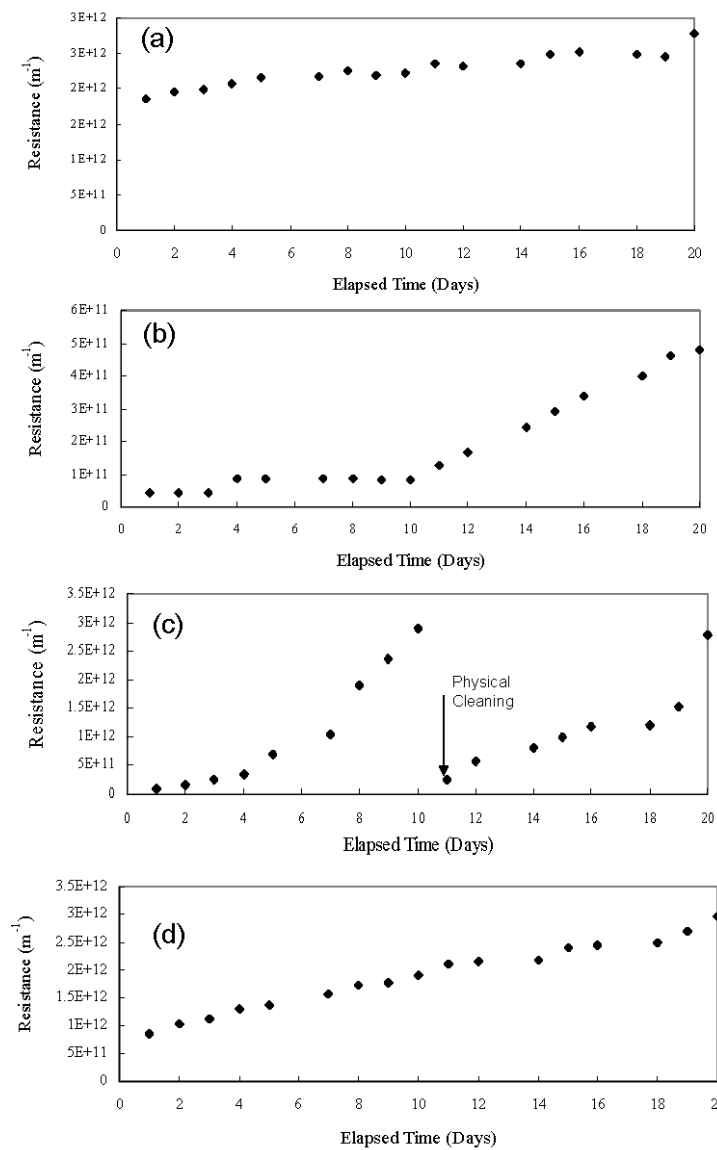 (a)
Resistance (m⁻¹)
3E+12
3E+12
2E+12
2E+12
1E+12
1E+12
5E+11
0
0 2 4 6 8 10 12 14 16 18 20
Elapsed Time (Days)
(b)
Resistance (m⁻¹)
6E+11
5E+11
4E+11
3E+11
2E+11
1E+11
0
0 2 4 6 8 10 12 14 16 18 20
Elapsed Time (Days)
(c)
Resistance (m⁻¹)
3.5E+12
3E+12
2.5E+12
2E+12
1.5E+12
1E+12
5E+11
0
Physical
Cleaning
0 2 4 6 8 10 12 14 16 18 20
Elapsed Time (Days)
(d)
Resistance (m⁻¹)
3.5E+12
3E+12
2.5E+12
2E+12
1.5E+12
1E+12
5E+11
0
0 2 4 6 8 10 12 14 16 18
Elapsed Time (Days)